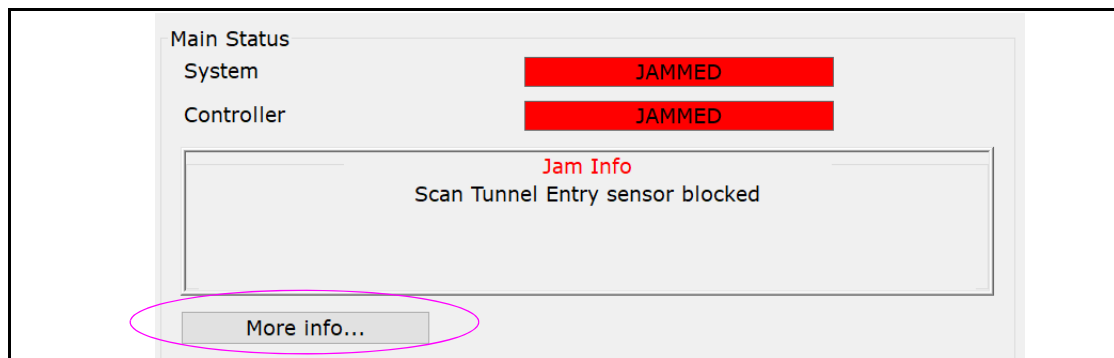 Main Status
System JAMMED
Controller JAMMED
Jam Info
Scan Tunnel Entry sensor blocked
More info...